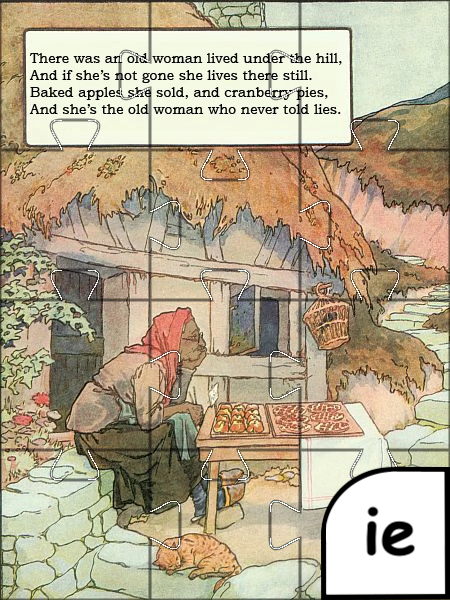 There was an old woman lived under the hill,
And if she's not gone she lives there still.
Baked apples she sold, and cranberry pies,
And she's the old woman who never told lies.
ie